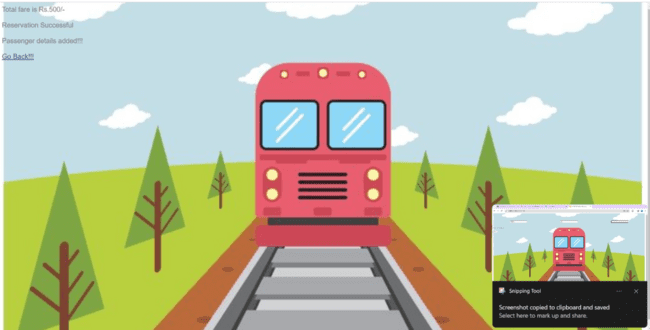 Total fare is Rs.500/-
Reservation Successful
Passenger details added!!!
Go Back!!!
Snipping Tool
Screenshot copied to clipboard and saved
Select here to mark up and share.